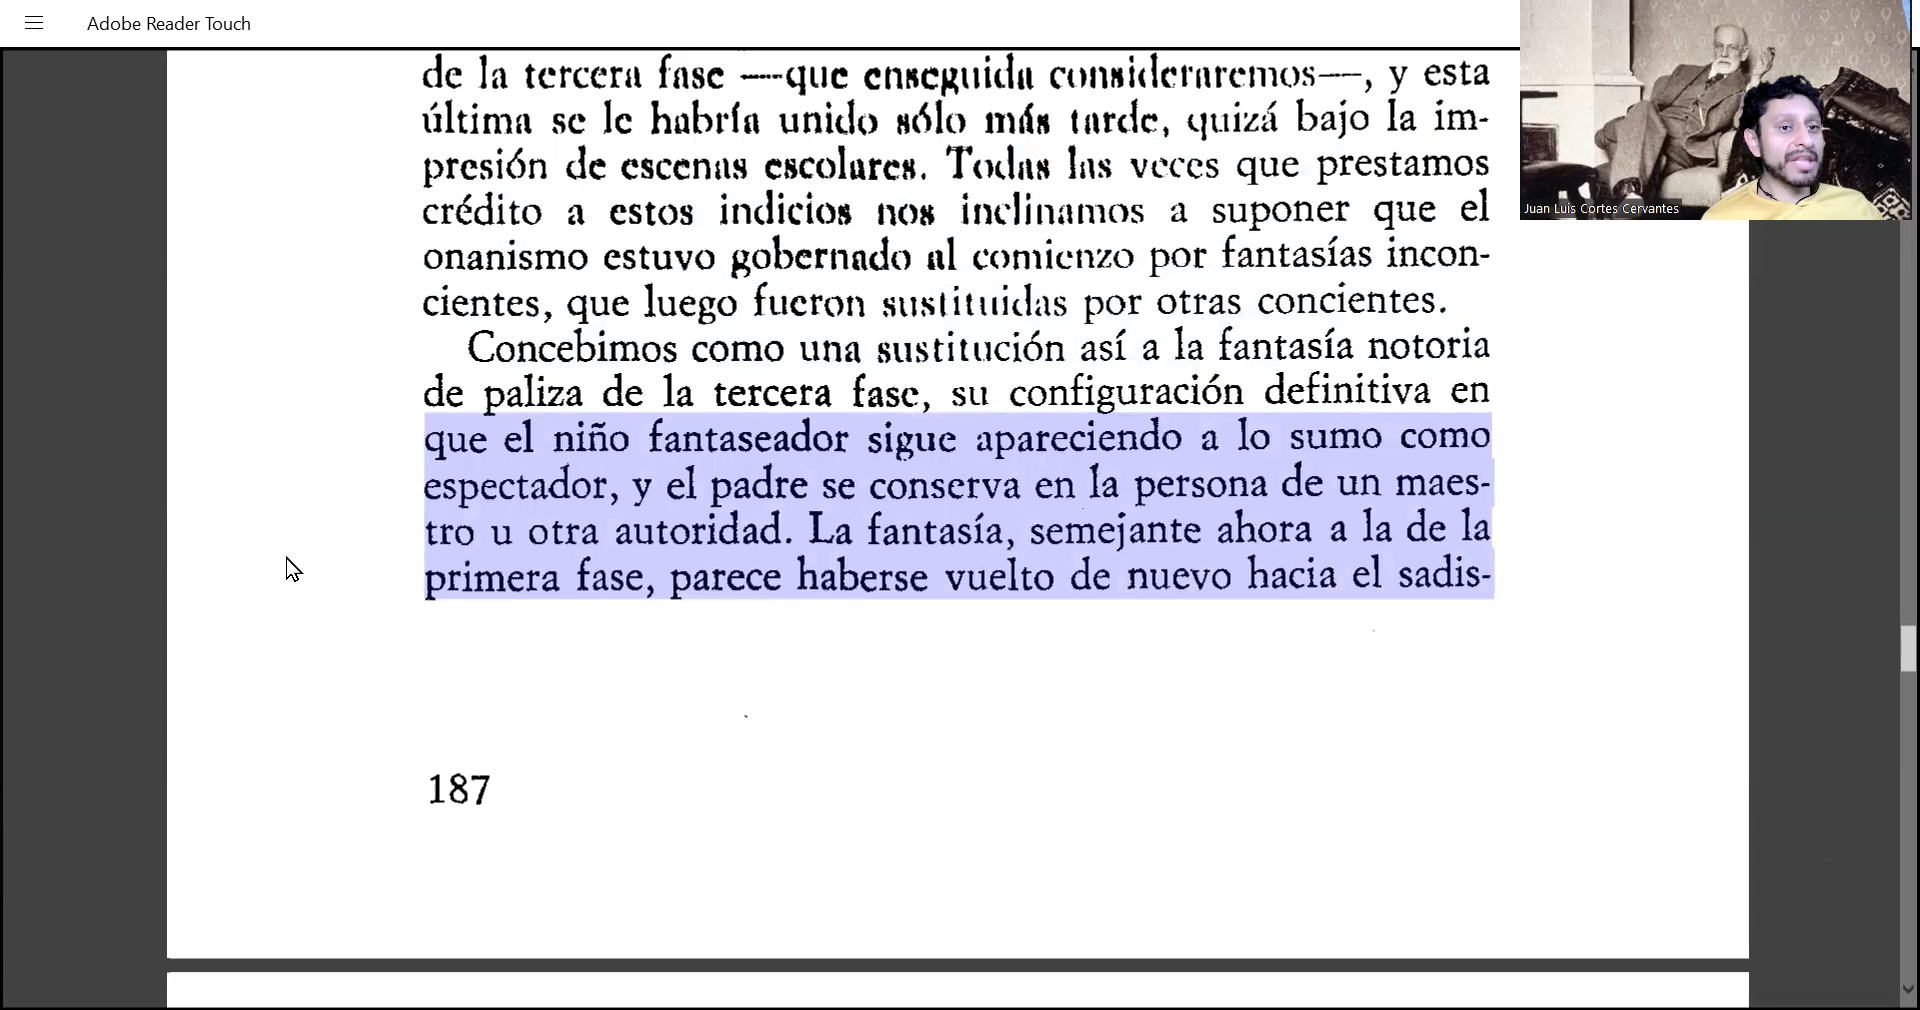 Adobe Reader Touch
Juan Luis Cortes Cervantes
de la tercera fase —que enseguida consideraremos—, y esta
última se le habría unido sólo más tarde, quizá bajo la im-
presión de escenas escolares. Todas las veces que prestamos
crédito a estos indicios nos inclinamos a suponer que el
onanismo estuvo gobernado al comienzo por fantasías incon-
cientes, que luego fueron sustituidas por otras concientes.
Concebimos como una sustitución así a la fantasía notoria
de paliza de la tercera fase, su configuración definitiva en
que el niño fantaseador sigue apareciendo a lo sumo como
espectador, y el padre se conserva en la persona de un maes-
tro u otra autoridad. La fantasía, semejante ahora a la de la
primera fase, parece haberse vuelto de nuevo hacia el sadis-
187